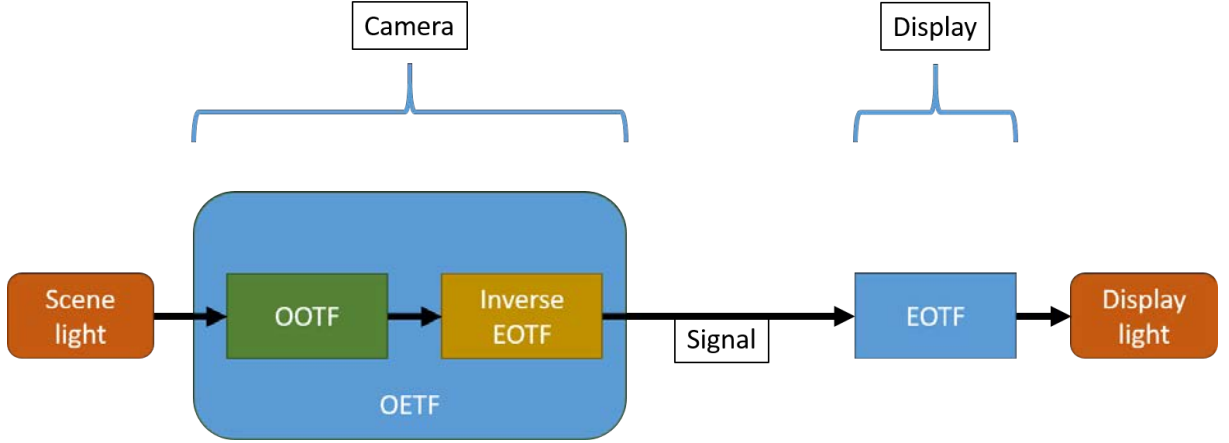 Camera
Display
Scene
light
OOTF
Inverse
EOTF
Signal
EOTF
Display
light
OETF